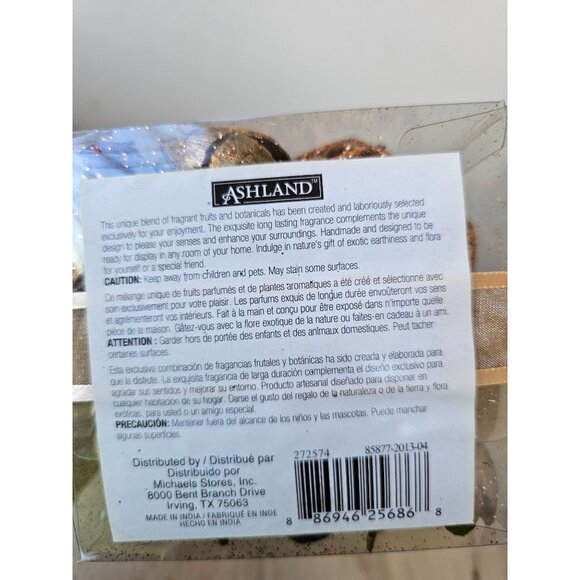 ASHLAND™
This unique blend of fragrant fruits and botanicals has been created and laboriously selected
exclusively for your enjoyment. The exquisite long lasting fragrance complements the unique
design to please your senses and enhance your surroundings. Handmade and designed to be
ready for display in any room of your home. Indulge in nature's gift of exotic earthiness and flora
for yourself or a special friend.
CAUTION: Keep away from children and pets. May stain some surfaces.
Ce mélange unique de fruits parfumés et de plantes aromatiques a été créé et sélectionné avec
soin exclusivement pour votre plaisir. Les parfums exquis de longue durée envoûteront vos sens
et agrémenteront vos intérieurs. Fait à la main et conçu pour être exposé dans n'importe quelle
pièce de la maison. Gâtez-vous avec la flore exotique de la nature ou faites-en cadeau à un ami.
ATTENTION : Garder hors de portée des enfants et des animaux domestiques. Peut tacher
certaines surfaces.
Esta exclusiva combinación de fragancias frutales y botánicas ha sido creada y elaborada para
que la disfrute. La exquisita fragancia de larga duración complementa el diseño exclusivo para
agradar sus sentidos y mejorar su entorno. Producto artesanal diseñado para disponer en
cualquier habitación de su hogar. Darse el gusto del regalo de la naturaleza o de la tierra y flora
exóticas, para usted o un amigo especial.
PRECAUCIÓN: Mantener fuera del alcance de los niños y las mascotas. Puede manchar
algunas superficies.
Distributed by / Distribué par
Distribuido por
Michaels Stores, Inc.
8000 Bent Branch Drive
Irving, TX 75063
MADE IN INDIA / FABRIQUÉ EN INDE
HECHO EN INDIA
272574 85877-2013-04
8 86946 25686 8